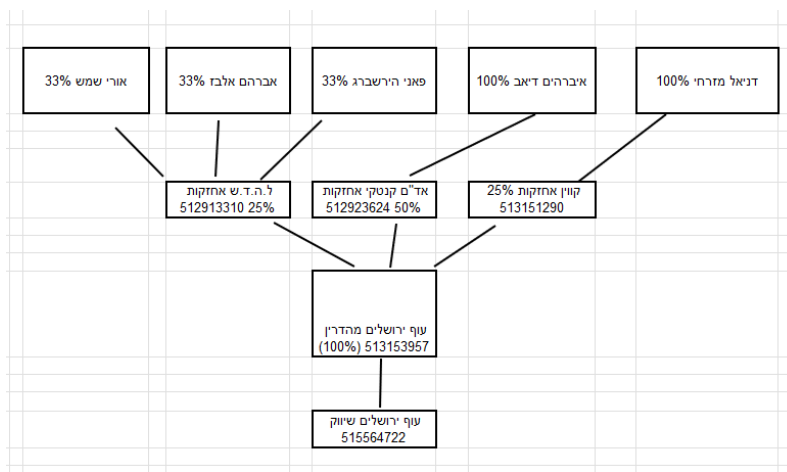 דניאל מזרחי 100%
איברהים דיאב 100%
פאני הירשברג 33%
אברהם אלבז 33%
אורי שמש 33%
קווין אחזקות 25%
513151290
אד"ם קנטקי אחזקות
512923624 50%
ל.ה.ד.ש אחזקות
512913310 25%
עוף ירושלים מהדרין
513153957 (100%)
עוף ירושלים שיווק
515564722